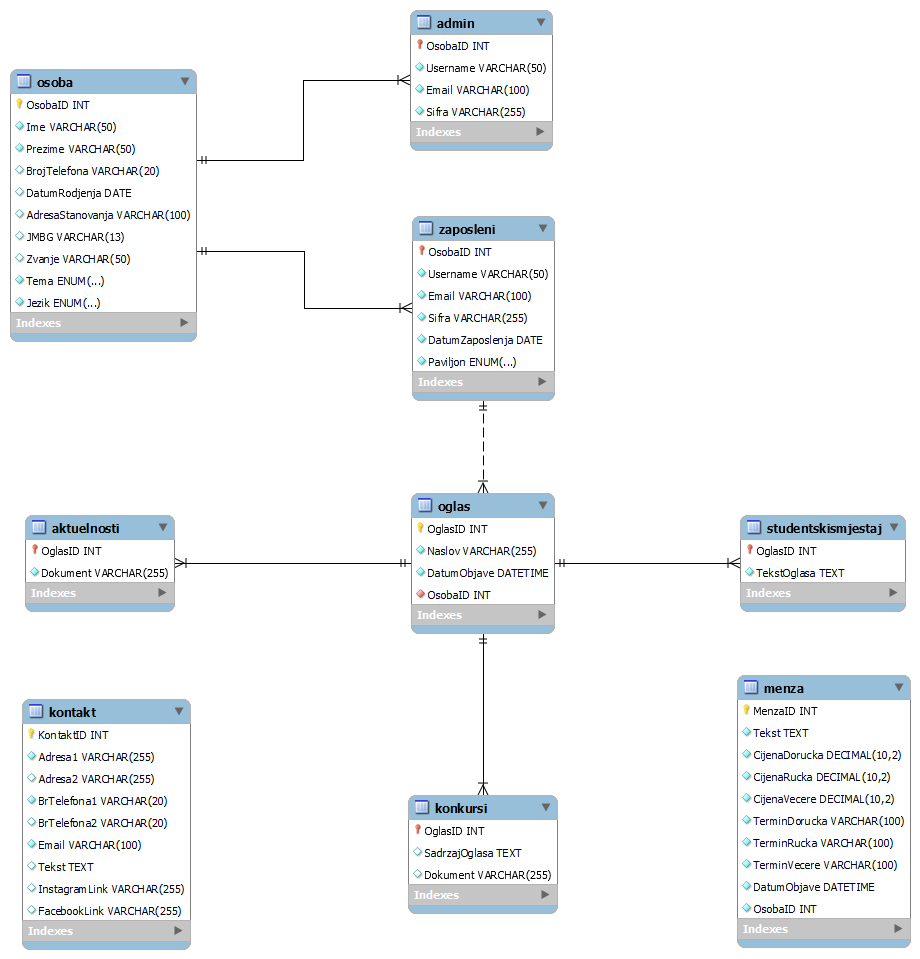 admin
OsobaID INT
Username VARCHAR(50)
Email VARCHAR(100)
Sifra VARCHAR(255)
Indexes
osoba
OsobaID INT
Ime VARCHAR(50)
Prezime VARCHAR(50)
BrojTelefona VARCHAR(20)
DatumRodjenja DATE
AdresaStanovanja VARCHAR(100)
JMBG VARCHAR(13)
Zvanje VARCHAR(50)
Tema ENUM(...)
Jezik ENUM(...)
Indexes
zaposleni
OsobaID INT
Username VARCHAR(50)
Email VARCHAR(100)
Sifra VARCHAR(255)
DatumZaposlenja DATE
Paviljon ENUM(...)
Indexes
aktuelnosti
OglasID INT
Dokument VARCHAR(255)
Indexes
oglas
OglasID INT
Naslov VARCHAR(255)
DatumObjave DATETIME
OsobaID INT
Indexes
studentskismjestaj
OglasID INT
TekstOglasa TEXT
Indexes
kontakt
KontaktID INT
Adresa1 VARCHAR(255)
Adresa2 VARCHAR(255)
BrTelefona1 VARCHAR(20)
BrTelefona2 VARCHAR(20)
Email VARCHAR(100)
Tekst TEXT
InstagramLink VARCHAR(255)
FacebookLink VARCHAR(255)
Indexes
konkursi
OglasID INT
SadrzajOglasa TEXT
Dokument VARCHAR(255)
Indexes
menza
MenzaID INT
Tekst TEXT
CijenaDorucka DECIMAL(10,2)
CijenaRucka DECIMAL(10,2)
CijenaVecere DECIMAL(10,2)
TerminDorucka VARCHAR(100)
TerminRucka VARCHAR(100)
TerminVecere VARCHAR(100)
DatumObjave DATETIME
OsobaID INT
Indexes